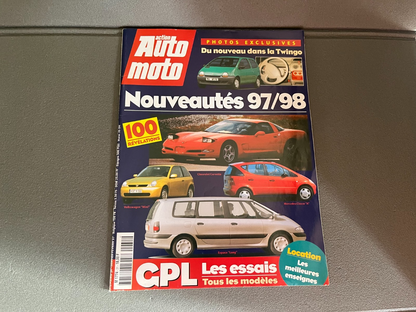 action
Auto
moto
PHOTOS EXCLUSIVES
Du nouveau dans la Twingo
Nouveautés 97/98
100
RÉVÉLATIONS
GPL
Les essais
Tous les modèles
Location
Les
meilleures
enseignes